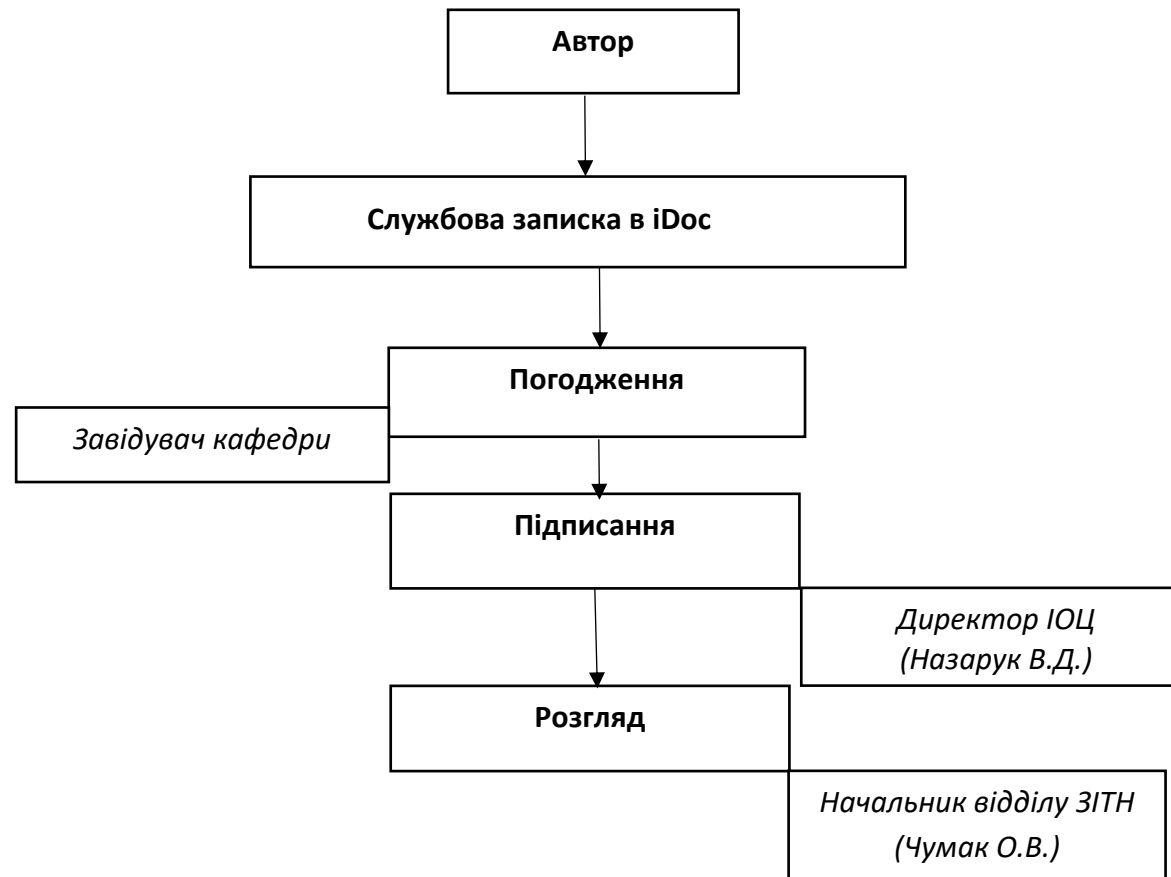 Автор
Службова записка в iDoc
Погодження
Завідувач кафедри
Підписання
Директор ІОЦ
(Назарук В.Д.)
Розгляд
Начальник відділу ЗІТН
(Чумак О.В.)